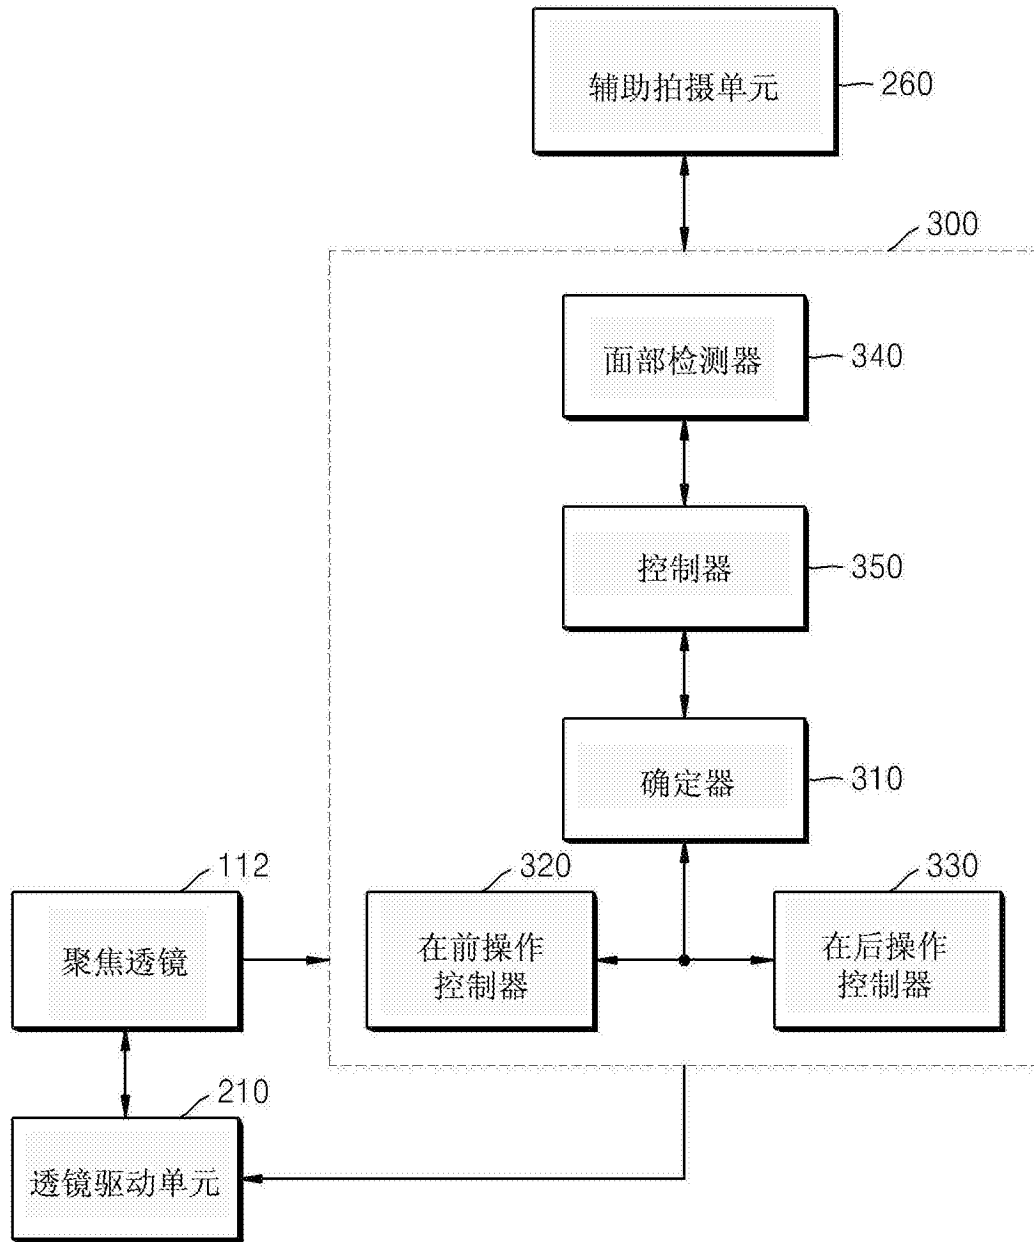 辅助拍摄单元
260
300
面部检测器
340
控制器
350
确定器
310
112
320
330
聚焦透镜
在前操作
控制器
在后操作
控制器
210
透镜驱动单元